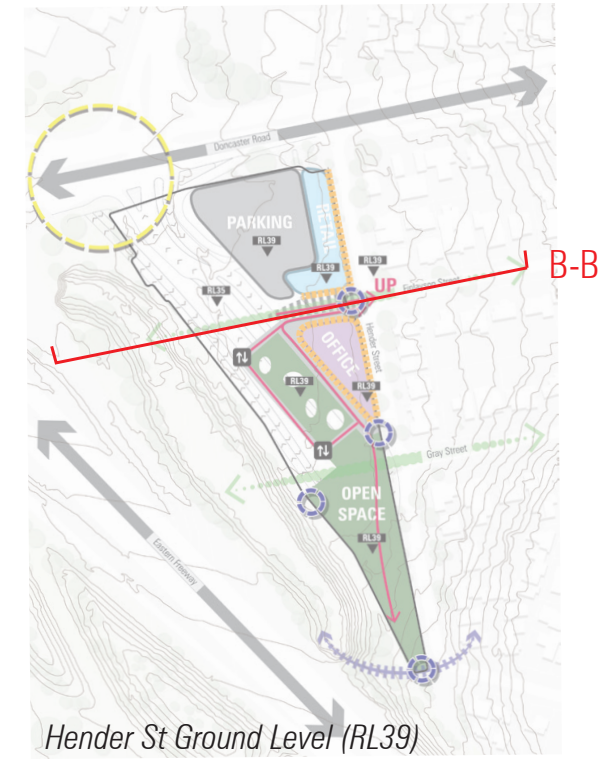 Doncaster Road
PARKING
RL39
RETAIL
RL39
RL39
B-B
RL35
UP
Hender Street
OFFICE
RL39
RL39
Gray Street
OPEN
SPACE
RL39
Eastern Freeway
Hender St Ground Level (RL39)